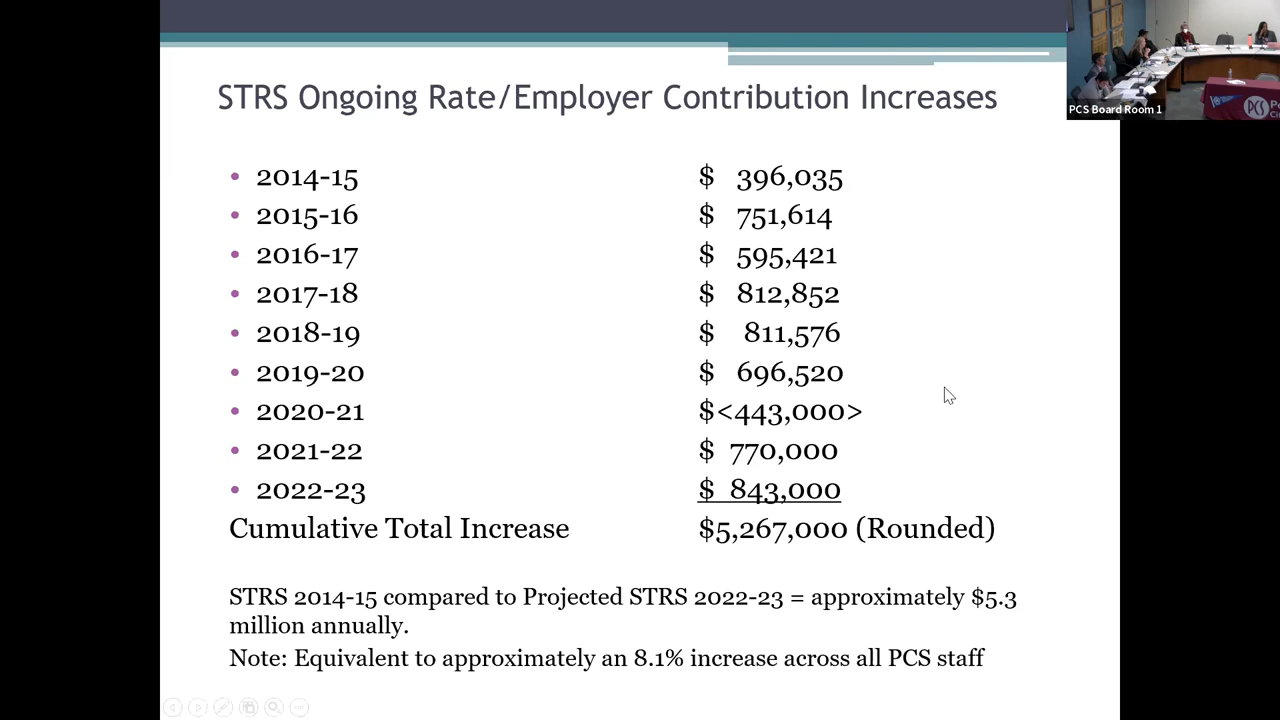 STRS Ongoing Rate/Employer Contribution Increases
PCS Board Room 1
PCS
• 2014-15 $ 396,035
• 2015-16 $ 751,614
• 2016-17 $ 595,421
• 2017-18 $ 812,852
• 2018-19 $ 811,576
• 2019-20 $ 696,520
• 2020-21 $<443,000>
• 2021-22 $ 770,000
• 2022-23 $ 843,000
Cumulative Total Increase $5,267,000 (Rounded)
STRS 2014-15 compared to Projected STRS 2022-23 = approximately $5.3
million annually.
Note: Equivalent to approximately an 8.1% increase across all PCS staff